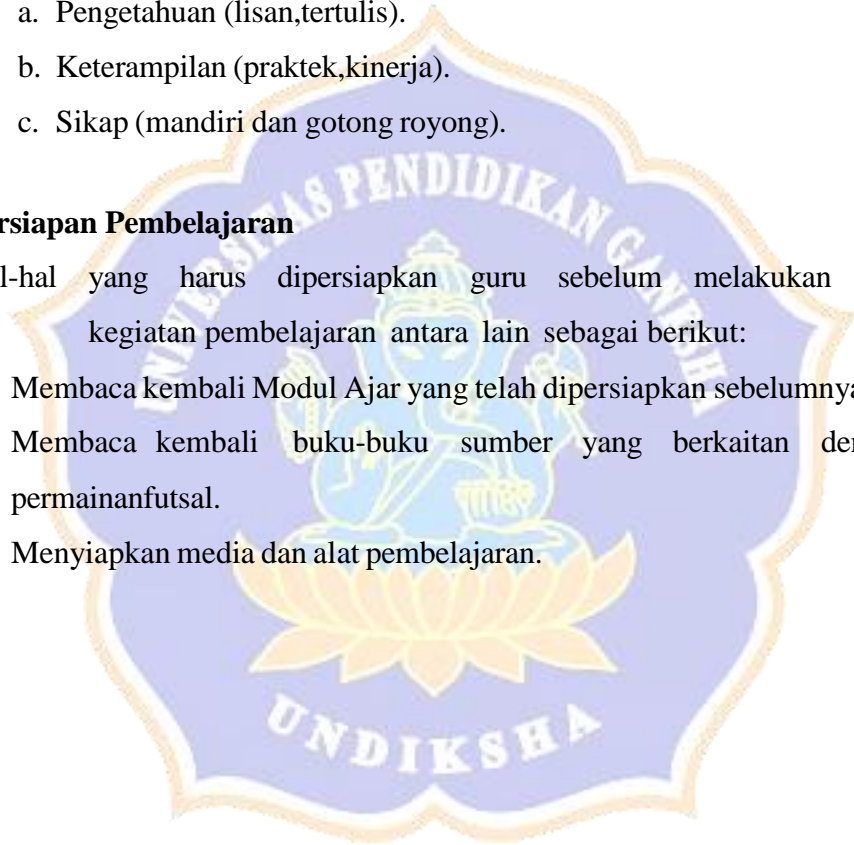 a. Pengetahuan (lisan,tertulis).
b. Keterampilan (praktek,kinerja).
c. Sikap (mandiri dan gotong royong).
UNIVERSITAS PENDIDIKAN GANESHA
rsiapan Pembelajaran
l-hal yang harus dipersiapkan guru sebelum melakukan
kegiatan pembelajaran antara lain sebagai berikut:
Membaca kembali Modul Ajar yang telah dipersiapkan sebelumnya
Membaca kembali buku-buku sumber yang berkaitan de
permainanfutsal.
Menyiapkan media dan alat pembelajaran.
UNDIKSHA